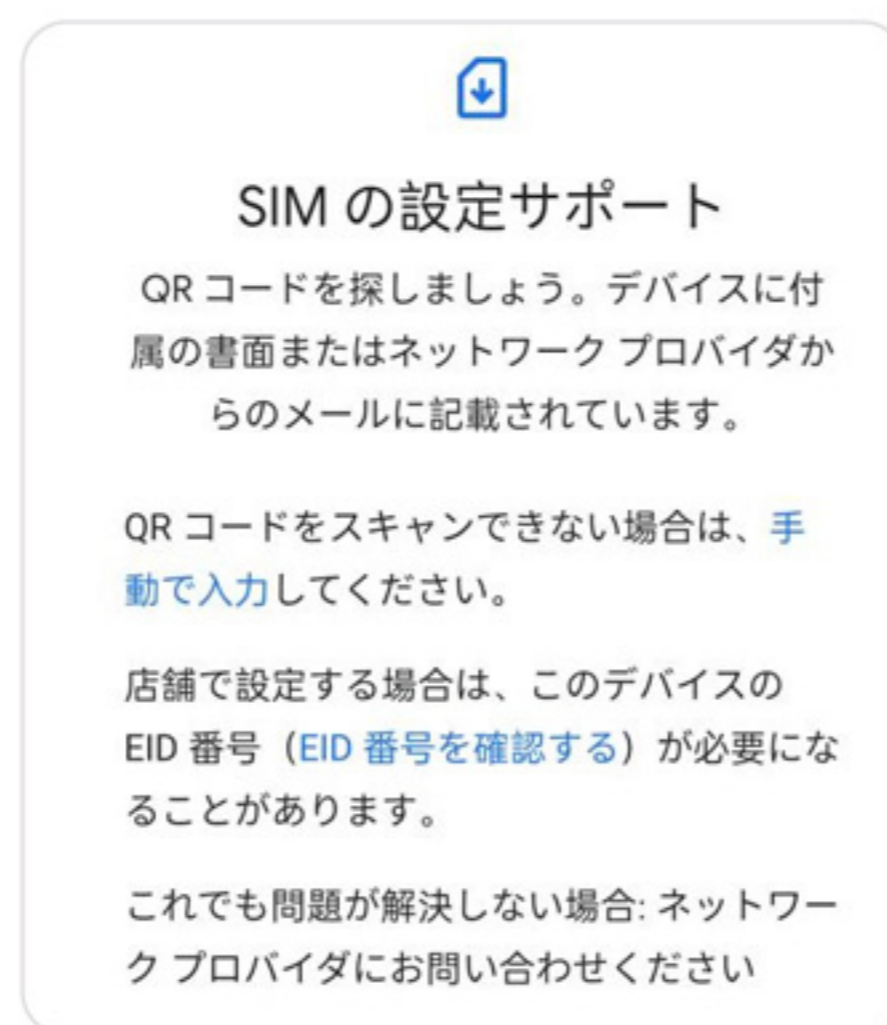 SIM の設定サポート
QR コードを探しましょう。デバイスに付
属の書面またはネットワーク プロバイダか
らのメールに記載されています。
QR コードをスキャンできない場合は、手
動で入力してください。
店舗で設定する場合は、このデバイスの
EID 番号（EID 番号を確認する）が必要にな
ることがあります。
これでも問題が解決しない場合: ネットワー
ク プロバイダにお問い合わせください